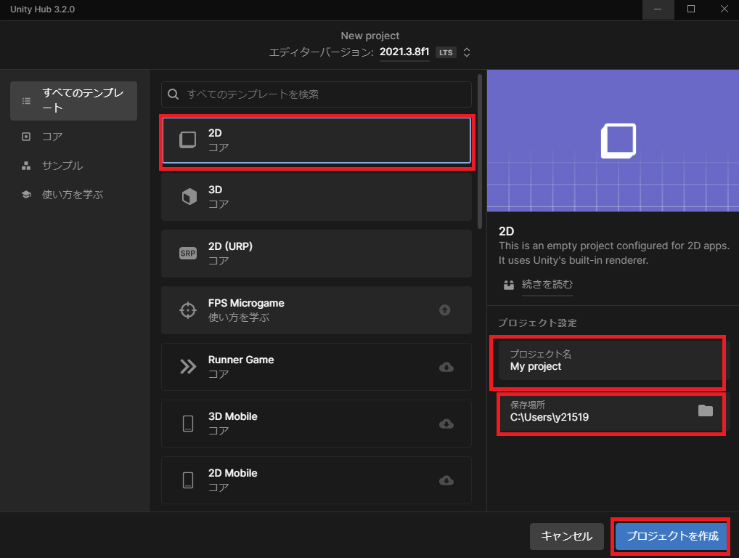 Unity Hub 3.2.0
New project
エディターバージョン: 2021.3.8f1 LTS
すべてのテンプレ
ート
コア
サンプル
使い方を学ぶ
すべてのテンプレートを検索
2D
コア
3D
コア
SRP
2D (URP)
コア
FPS Microgame
使い方を学ぶ
Runner Game
コア
3D Mobile
コア
2D Mobile
コア
2D
This is an empty project configured for 2D apps.
It uses Unity's built-in renderer.
続きを読む
プロジェクト設定
プロジェクト名
My project
保存場所
C:\Users\y21519
キャンセル
プロジェクトを作成